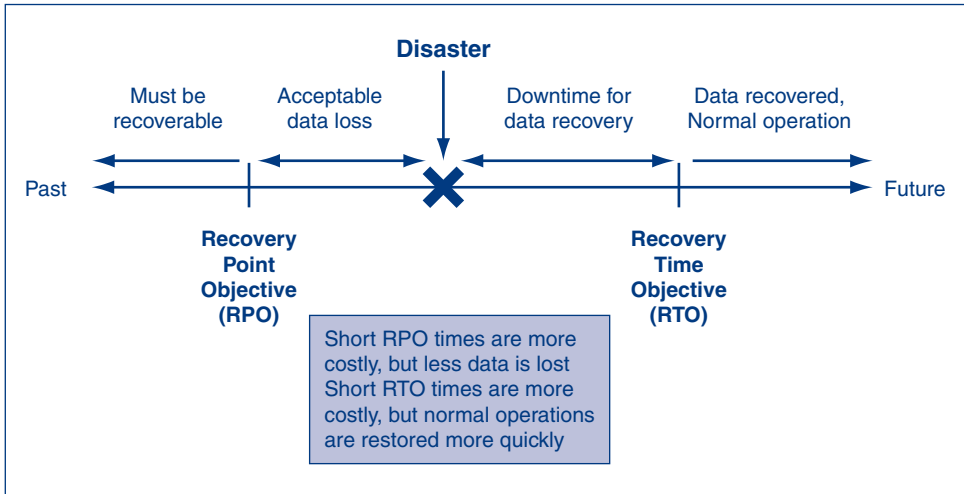 Disaster
Must be
recoverable
Acceptable
data loss
Downtime for
data recovery
Data recovered,
Normal operation
Past
Future
Recovery
Point
Objective
(RPO)
Recovery
Time
Objective
(RTO)
Short RPO times are more
costly, but less data is lost
Short RTO times are more
costly, but normal operations
are restored more quickly